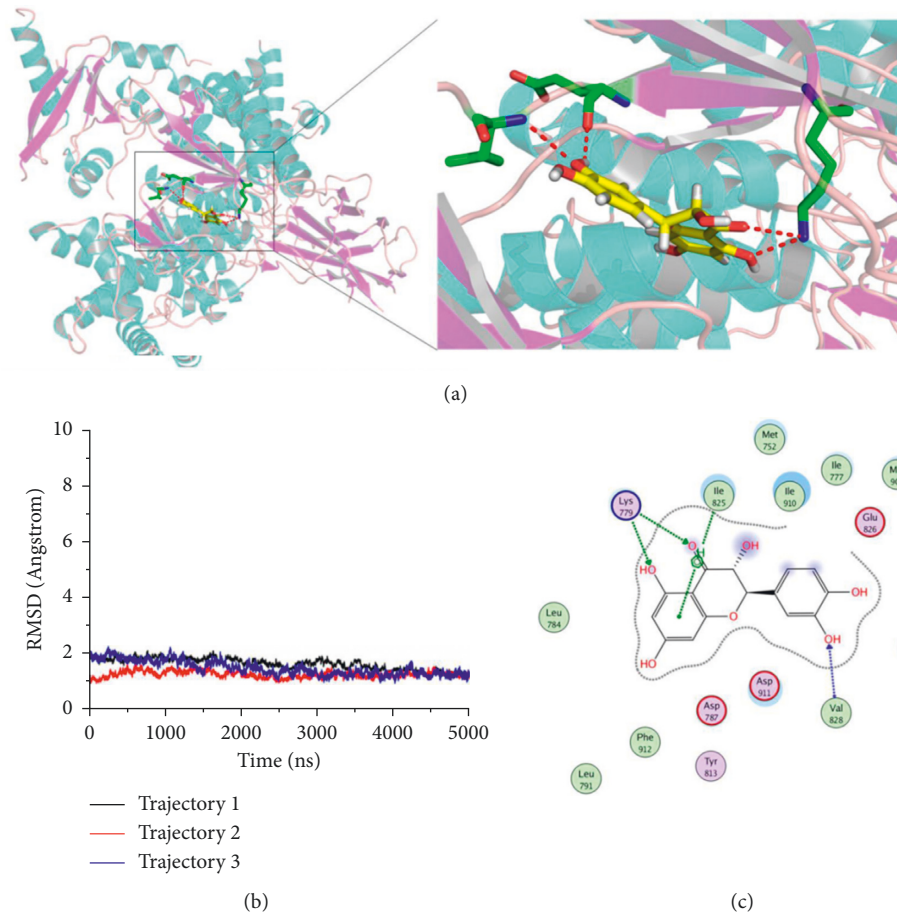 (a)
10
8
6
4
2
0
RMSD (Angstrom)
0 1000 2000 3000 4000 5000
Time (ns)
Trajectory 1
Trajectory 2
Trajectory 3
(b)
Met
752
Ile
777
Lys
779
Ile
825
Ile
910
Glu
826
O
H
OH
HO
OH
O
OH
HO
Leu
784
Asp
911
Asp
787
Val
828
Phe
912
Tyr
813
Leu
791
(c)